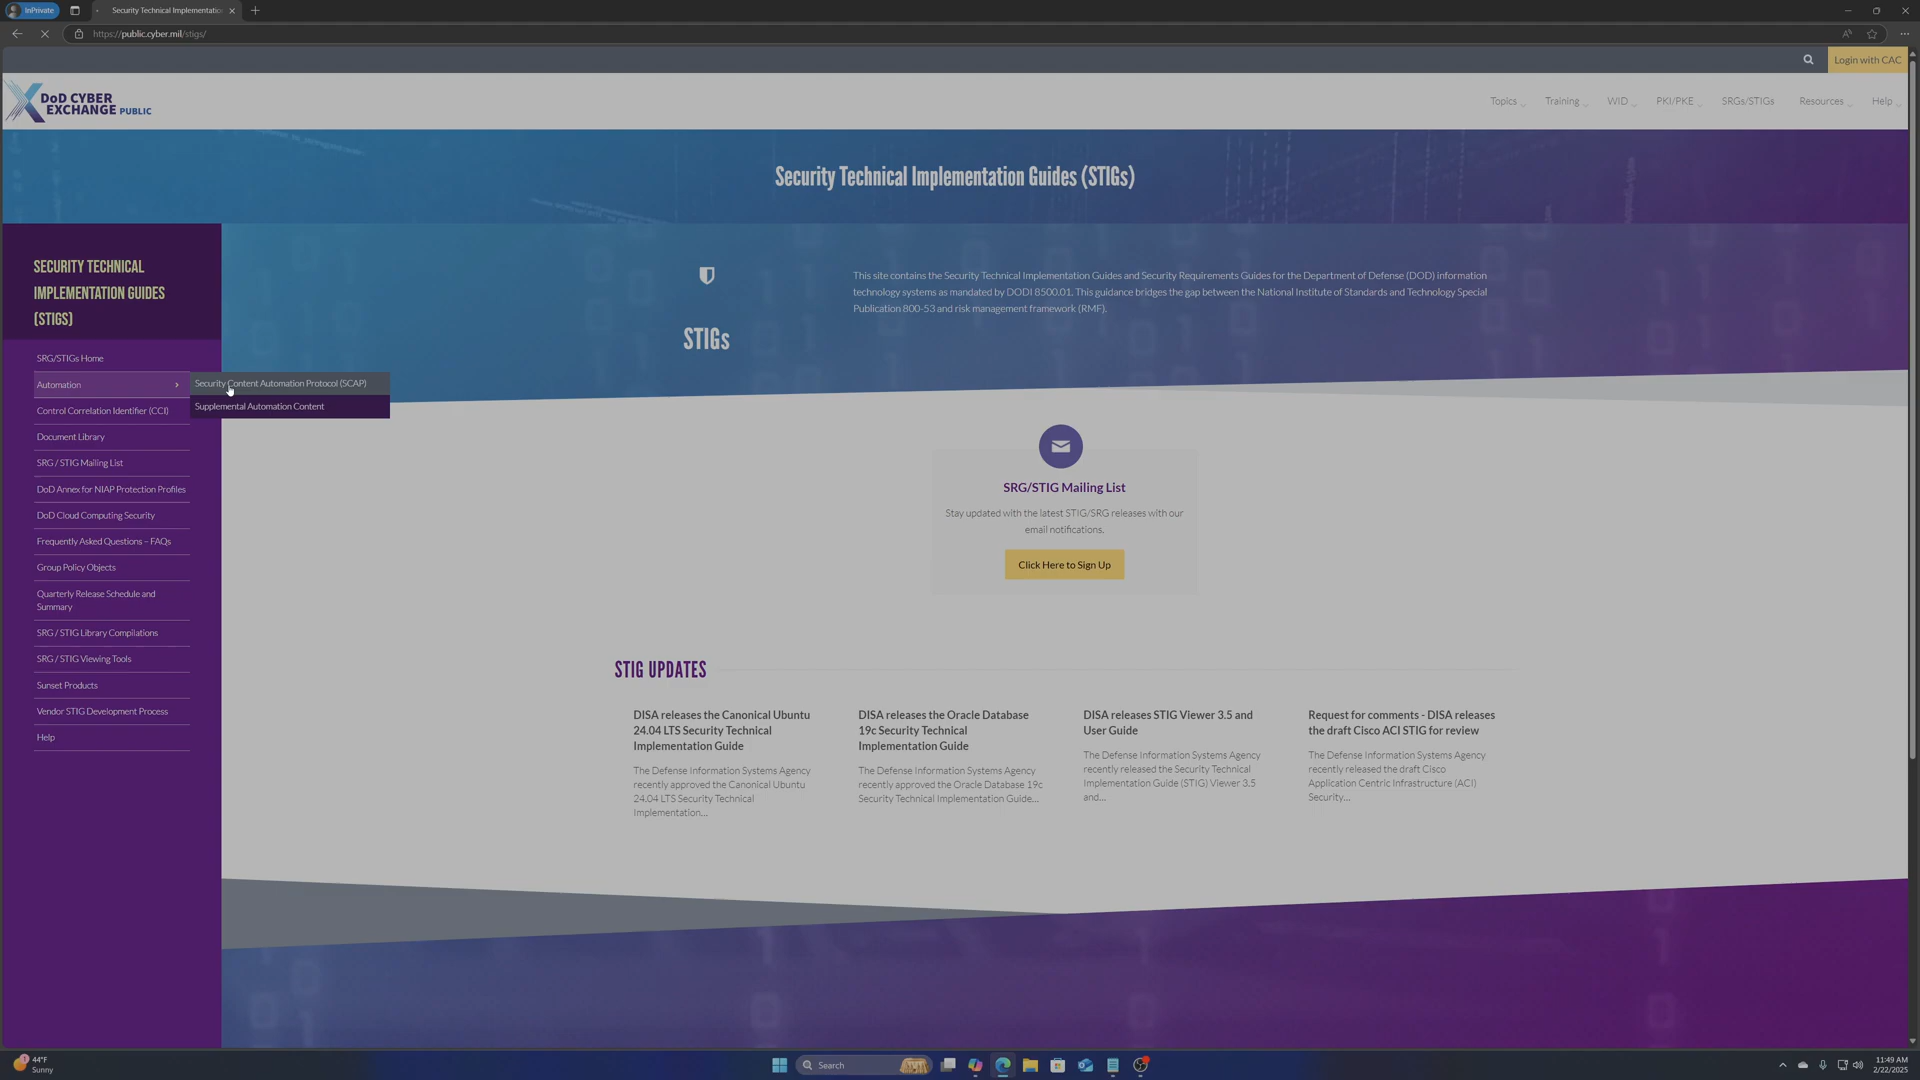 InPrivate
Security Technical Implementatio
https://public.cyber.mil/stigs/
Login with CAC
DoD CYBER
EXCHANGE PUBLIC
Topics
Training
WID
PKI/PKE
SRGs/STIGs
Resources
Help
Security Technical Implementation Guides (STIGs)
SECURITY TECHNICAL
IMPLEMENTATION GUIDES
(STIGS)
SRG/STIGs Home
Automation
Security Content Automation Protocol (SCAP)
Supplemental Automation Content
Control Correlation Identifier (CCI)
Document Library
SRG / STIG Mailing List
DoD Annex for NIAP Protection Profiles
DoD Cloud Computing Security
Frequently Asked Questions – FAQs
Group Policy Objects
Quarterly Release Schedule and
Summary
SRG / STIG Library Compilations
SRG / STIG Viewing Tools
Sunset Products
Vendor STIG Development Process
Help
STIGs
This site contains the Security Technical Implementation Guides and Security Requirements Guides for the Department of Defense (DOD) information
technology systems as mandated by DODI 8500.01. This guidance bridges the gap between the National Institute of Standards and Technology Special
Publication 800-53 and risk management framework (RMF).
SRG/STIG Mailing List
Stay updated with the latest STIG/SRG releases with our
email notifications.
Click Here to Sign Up
STIG UPDATES
DISA releases the Canonical Ubuntu
24.04 LTS Security Technical
Implementation Guide
The Defense Information Systems Agency
recently approved the Canonical Ubuntu
24.04 LTS Security Technical
Implementation...
DISA releases the Oracle Database
19c Security Technical
Implementation Guide
The Defense Information Systems Agency
recently approved the Oracle Database 19c
Security Technical Implementation Guide...
DISA releases STIG Viewer 3.5 and
User Guide
The Defense Information Systems Agency
recently released the Security Technical
Implementation Guide (STIG) Viewer 3.5
and...
Request for comments - DISA releases
the draft Cisco ACI STIG for review
The Defense Information Systems Agency
recently released the draft Cisco
Application Centric Infrastructure (ACI)
Security...
44°F
Sunny
Search
11:49 AM
2/22/2025